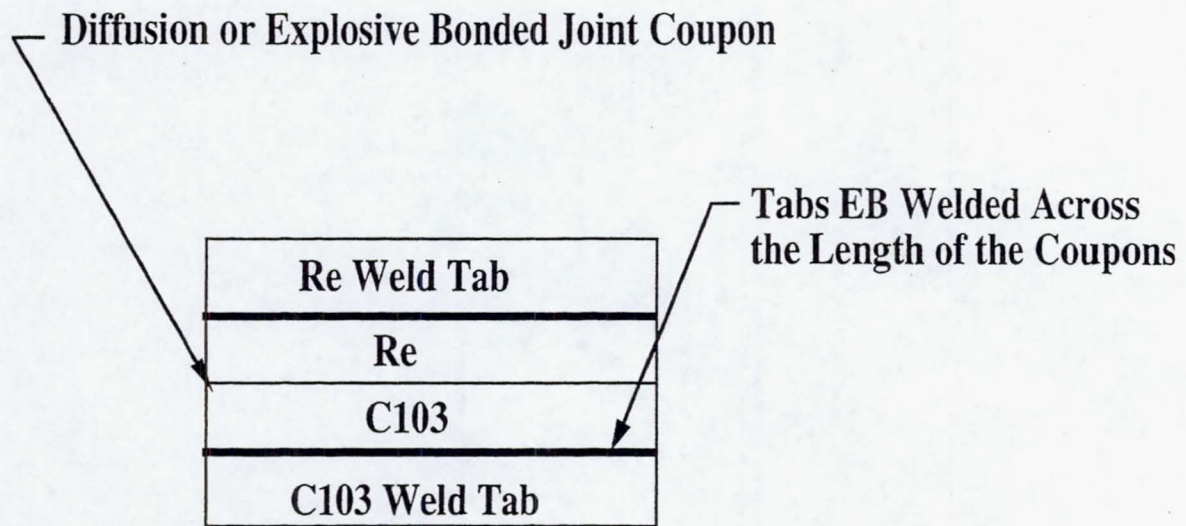 Diffusion or Explosive Bonded Joint Coupon
Tabs EB Welded Across
the Length of the Coupons
Re Weld Tab
Re
C103
C103 Weld Tab